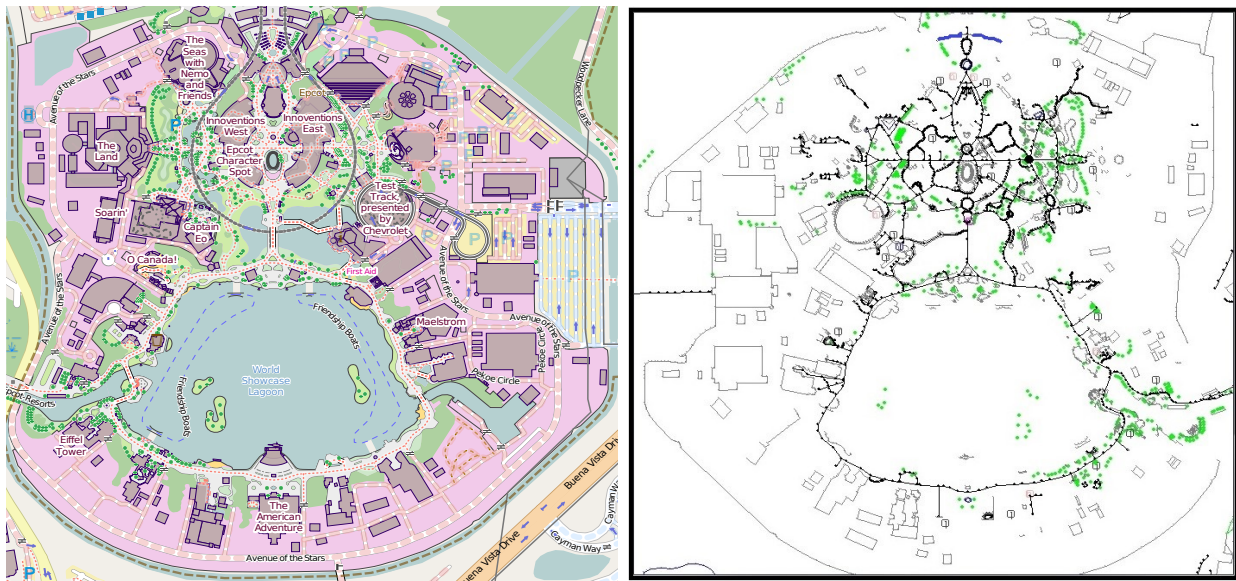 The
Seas
with
Nemo
and
Friends
Avenue of the Stars
Epcot
Woodpecker Lane
P
H
P
Innoventions
West
Innoventions
East
Epcot
Character
Spot
The
Land
Test
Track,
presented
by
Chevrolet
FF
P
H
P
Soarin'
Captain
Eo
O Canada!
First Aid
Avenue of the Stars
Avenue of the Stars
Avenue of the Stars
Friendship Boats
Maelstrom
Pekoe Circle
Pekoe Circle
World
Showcase
Lagoon
Friendship Boats
Eiffel
Tower
The
American
Adventure
Buena Vista Drive
Buena Vista Drive
Cayman Way
Cayman Way
Avenue of the Stars
P